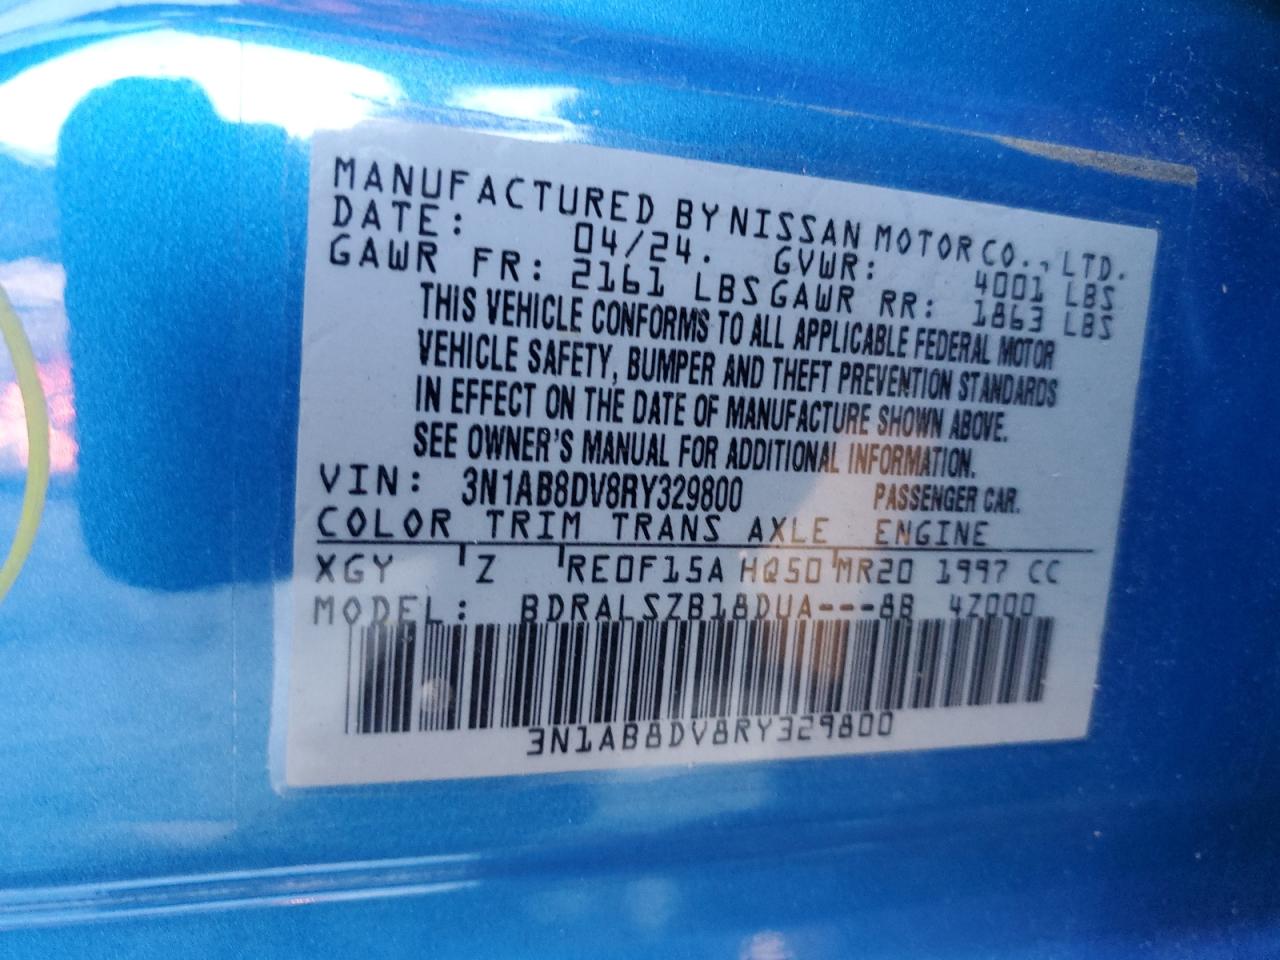 MANUFACTURED BY NISSAN MOTOR CO., LTD.
DATE: 04/24. GVWR: 4001 LBS
GAWR FR: 2161 LBS GAWR RR: 1863 LBS
THIS VEHICLE CONFORMS TO ALL APPLICABLE FEDERAL MOTOR
VEHICLE SAFETY, BUMPER AND THEFT PREVENTION STANDARDS
IN EFFECT ON THE DATE OF MANUFACTURE SHOWN ABOVE.
SEE OWNER'S MANUAL FOR ADDITIONAL INFORMATION.
VIN: 3N1AB8DV8RY329800 PASSENGER CAR.
COLOR TRIM TRANS AXLE ENGINE
XGY Z RE0F15A HQ50 MR20 1997 CC
MODEL: BDRALSZB18DUA---8B 4Z000
3N1AB8DV8RY329800